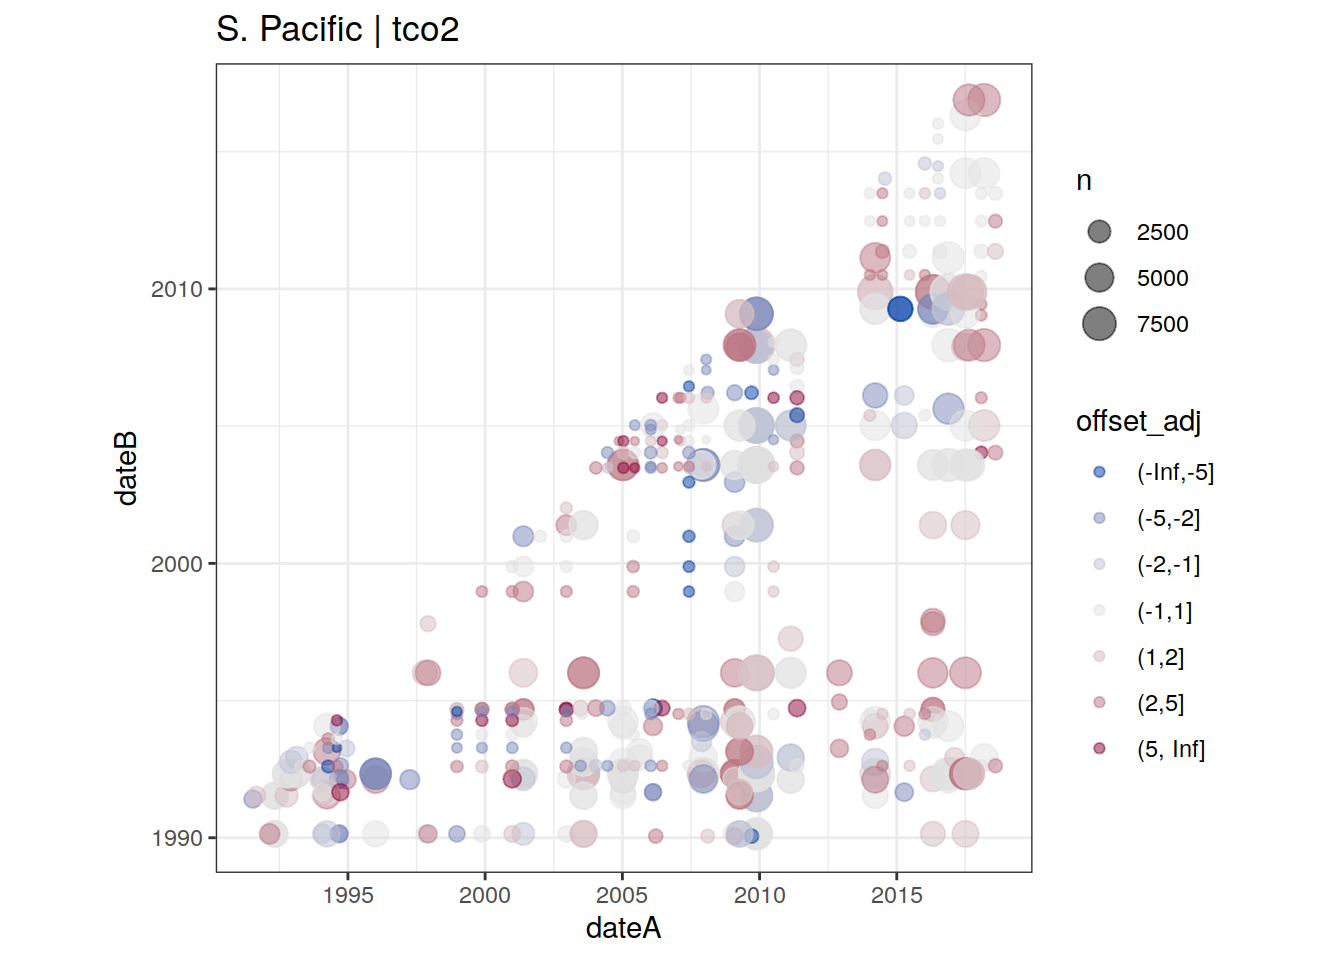 S. Pacific | tco2
dateB
2010
2000
1990
1995
2000
2005
2010
2015
dateA
n
2500
5000
7500
offset_adj
(-Inf,-5]
(-5,-2]
(-2,-1]
(-1,1]
(1,2]
(2,5]
(5, Inf]